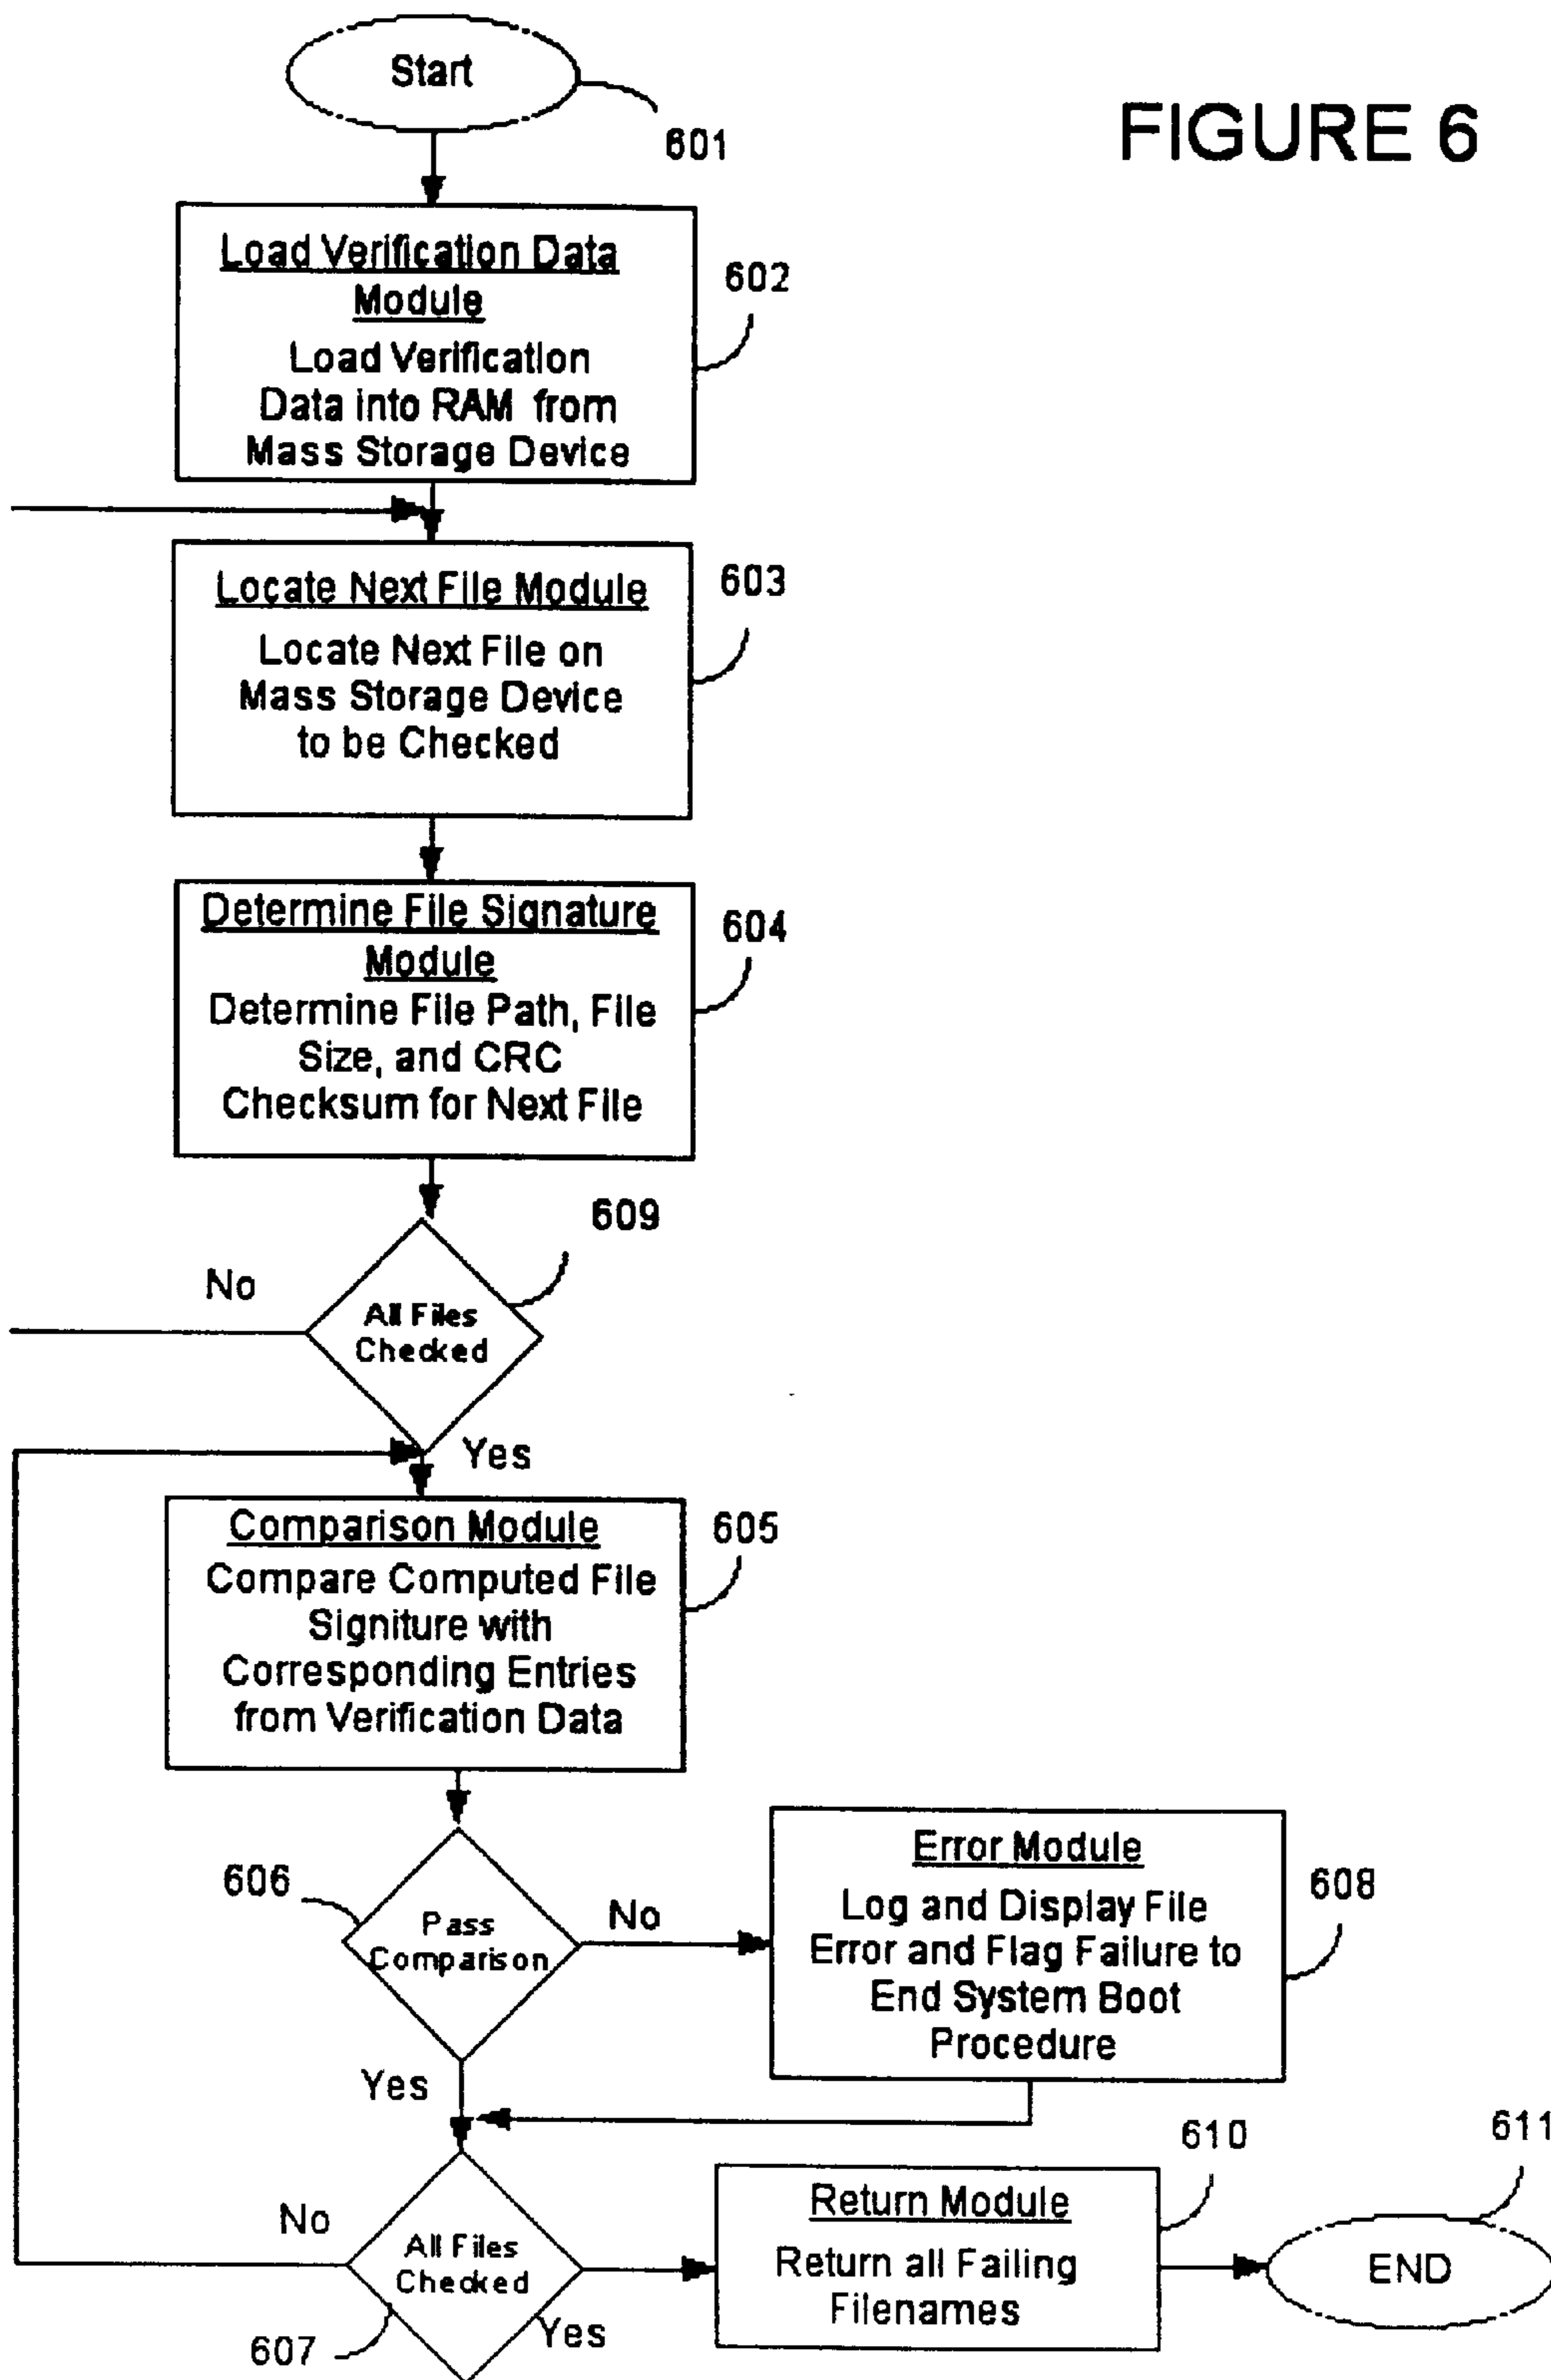 FIGURE 6
Start
601
Load Verification Data
Module
Load Verification
Data into RAM from
Mass Storage Device
602
Locate Next File Module
Locate Next File on
Mass Storage Device
to be Checked
603
Determine File Signature
Module
Determine File Path, File
Size, and CRC
Checksum for Next File
604
609
No
All Files
Checked
Yes
Comparison Module
Compare Computed File
Signiture with
Corresponding Entries
from Verification Data
605
606
Pass
Comparison
No
Error Module
Log and Display File
Error and Flag Failure to
End System Boot
Procedure
608
Yes
No
All Files
Checked
607
Yes
Return Module
Return all Failing
Filenames
610
611
END